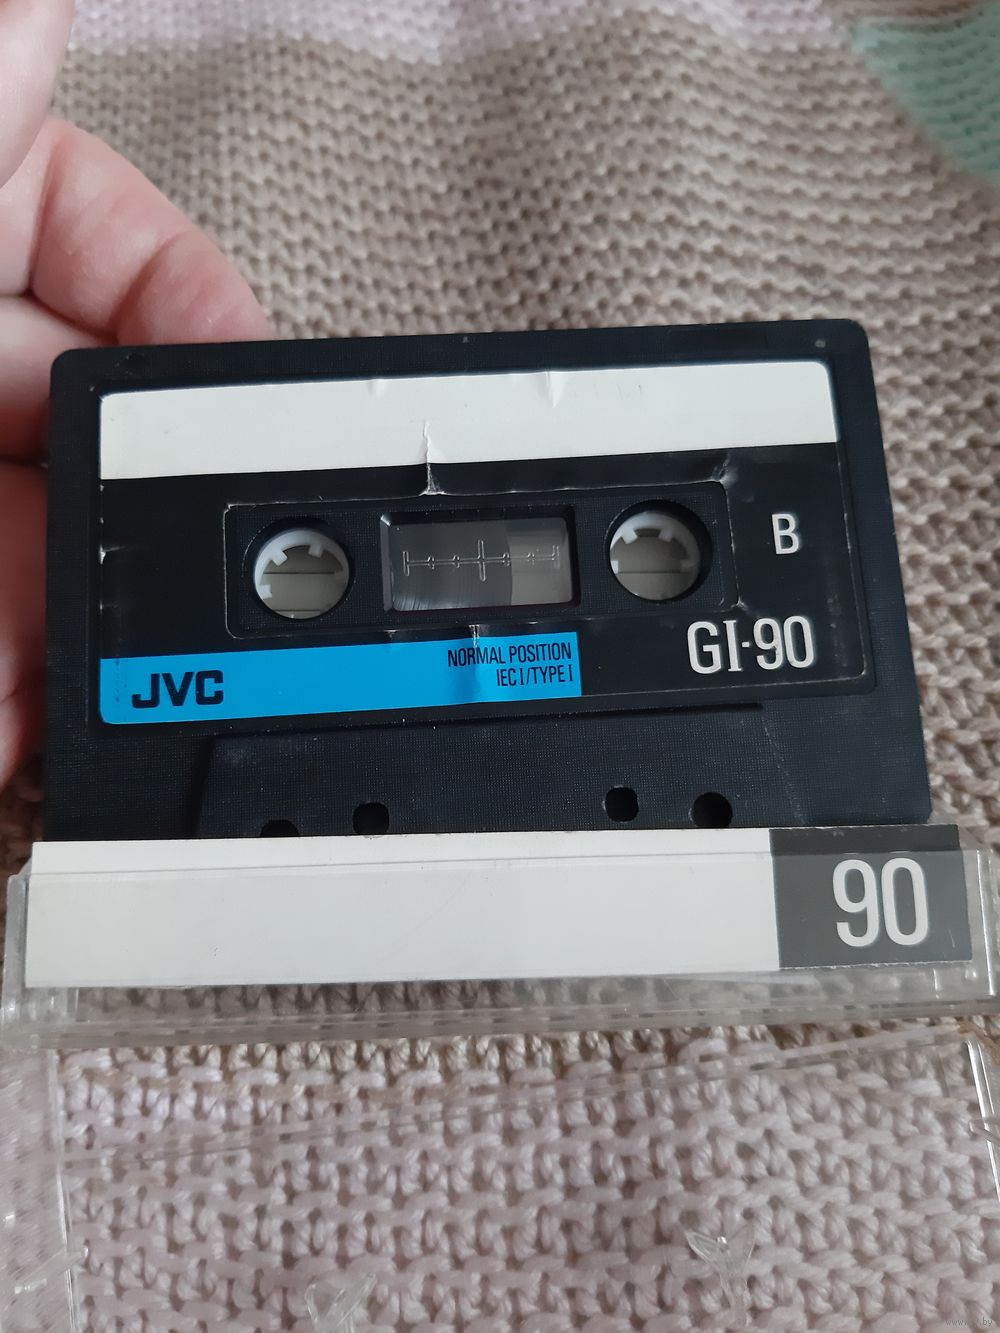 B
GI-90
JVC
NORMAL POSITION
IEC I/TYPE I
90